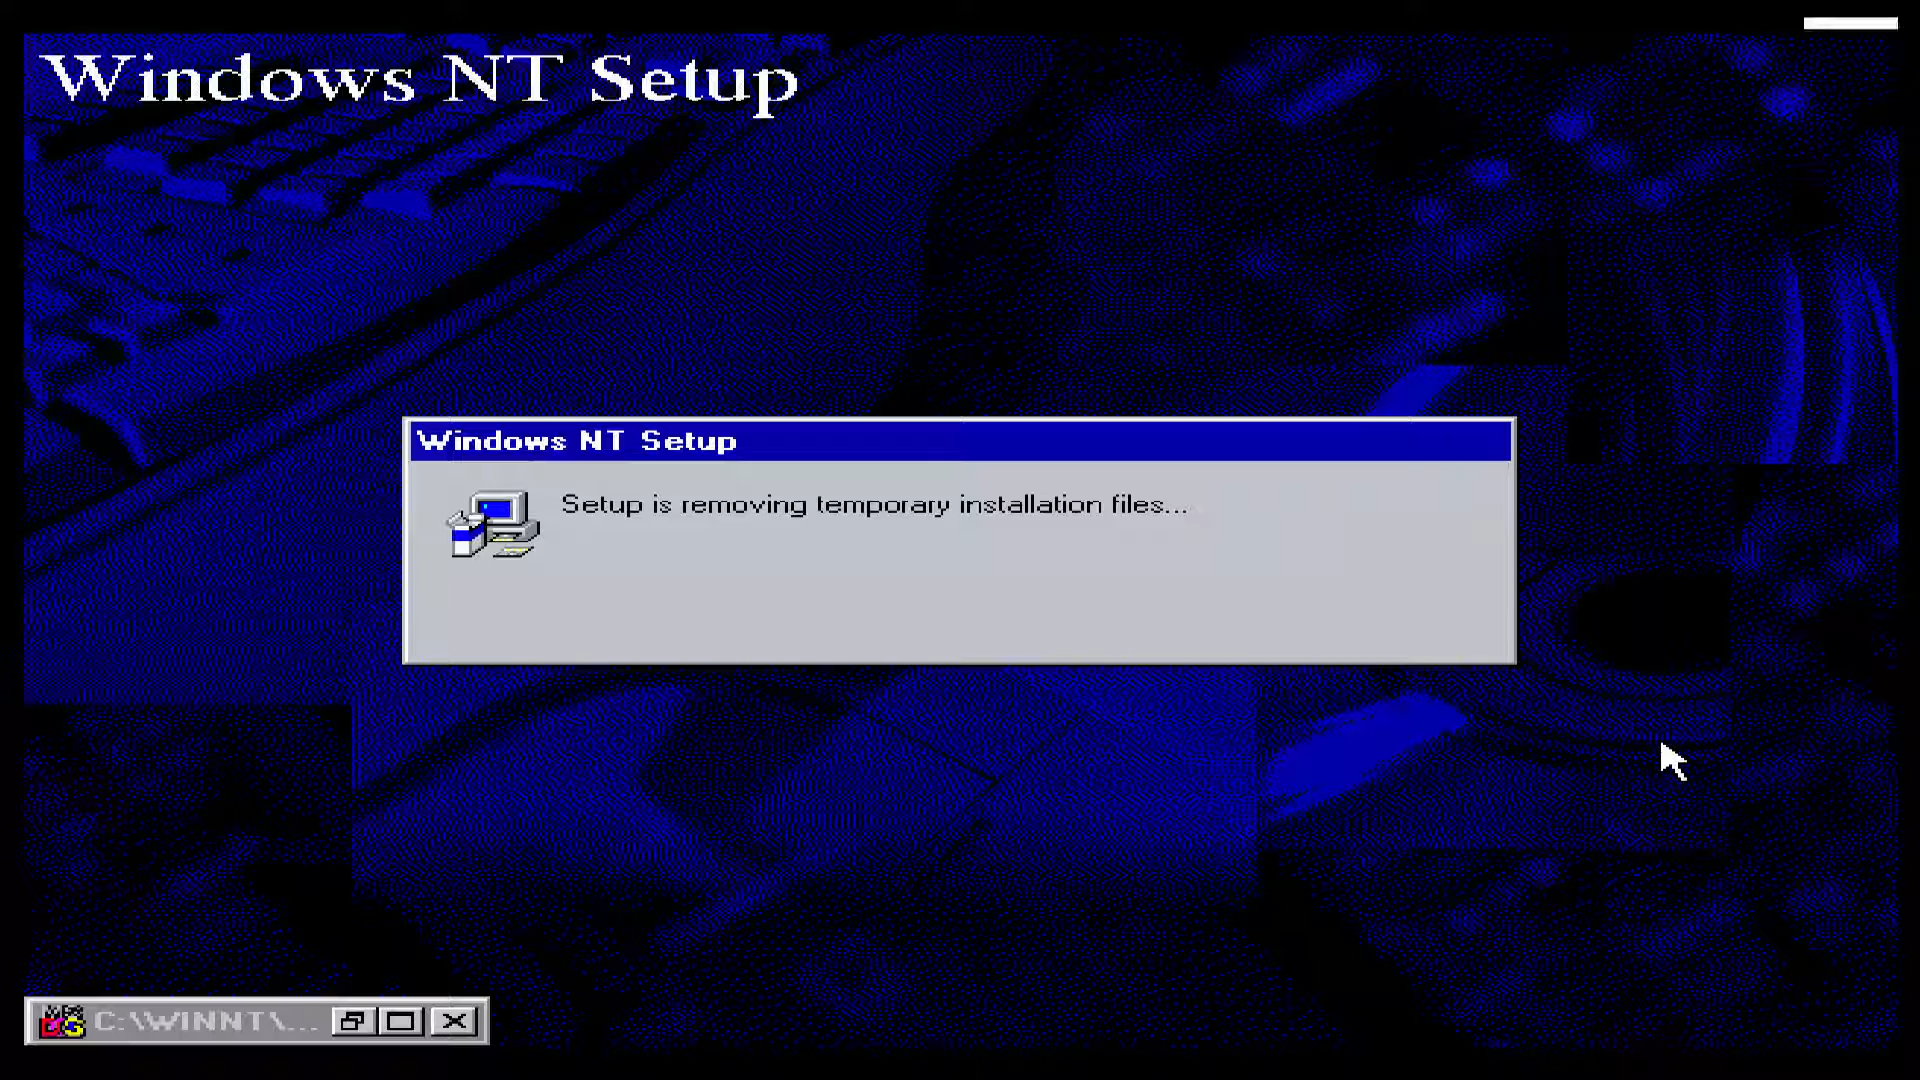 Windows NT Setup
Windows NT Setup
Setup is removing temporary installation files...
C:\WINNT\...